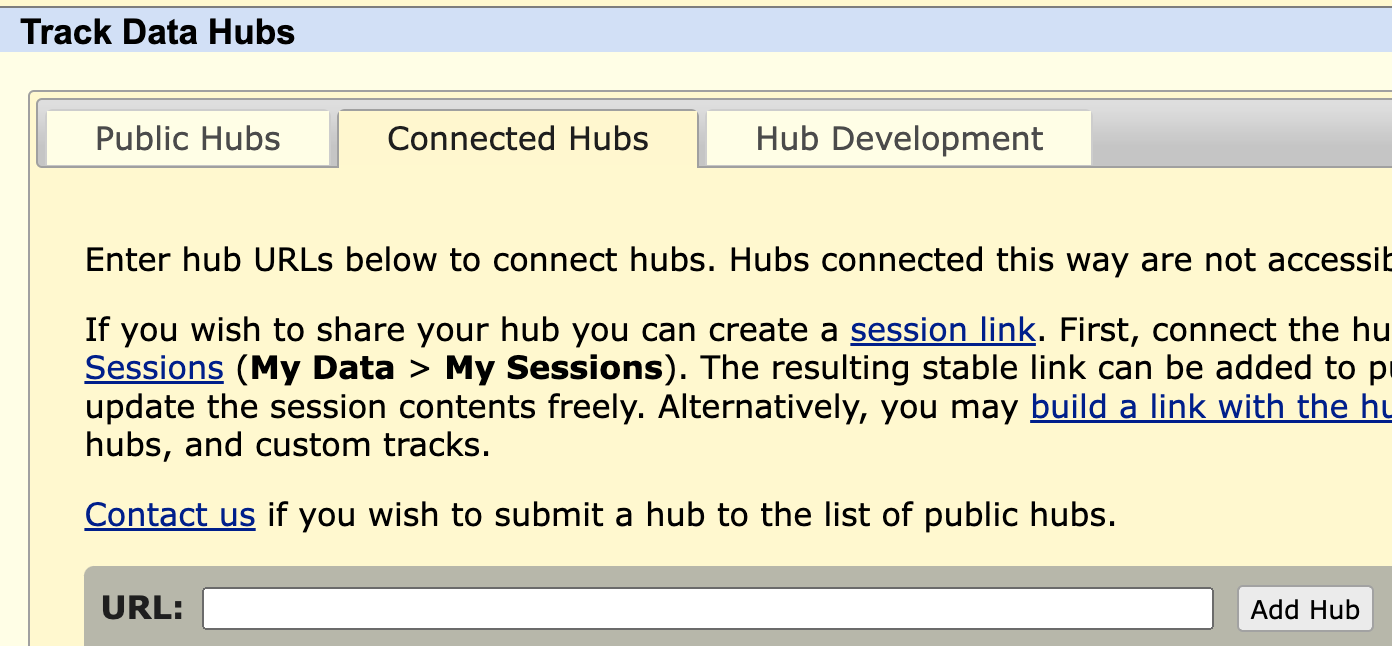 Track Data Hubs
Public Hubs Connected Hubs Hub Development
Enter hub URLs below to connect hubs. Hubs connected this way are not
If you wish to share your hub you can create a session link. First, connect the
Sessions (My Data > My Sessions). The resulting stable link can be added to
update the session contents freely. Alternatively, you may build a link with the
hubs, and custom tracks.
Contact us if you wish to submit a hub to the list of public hubs.
URL: Add Hub